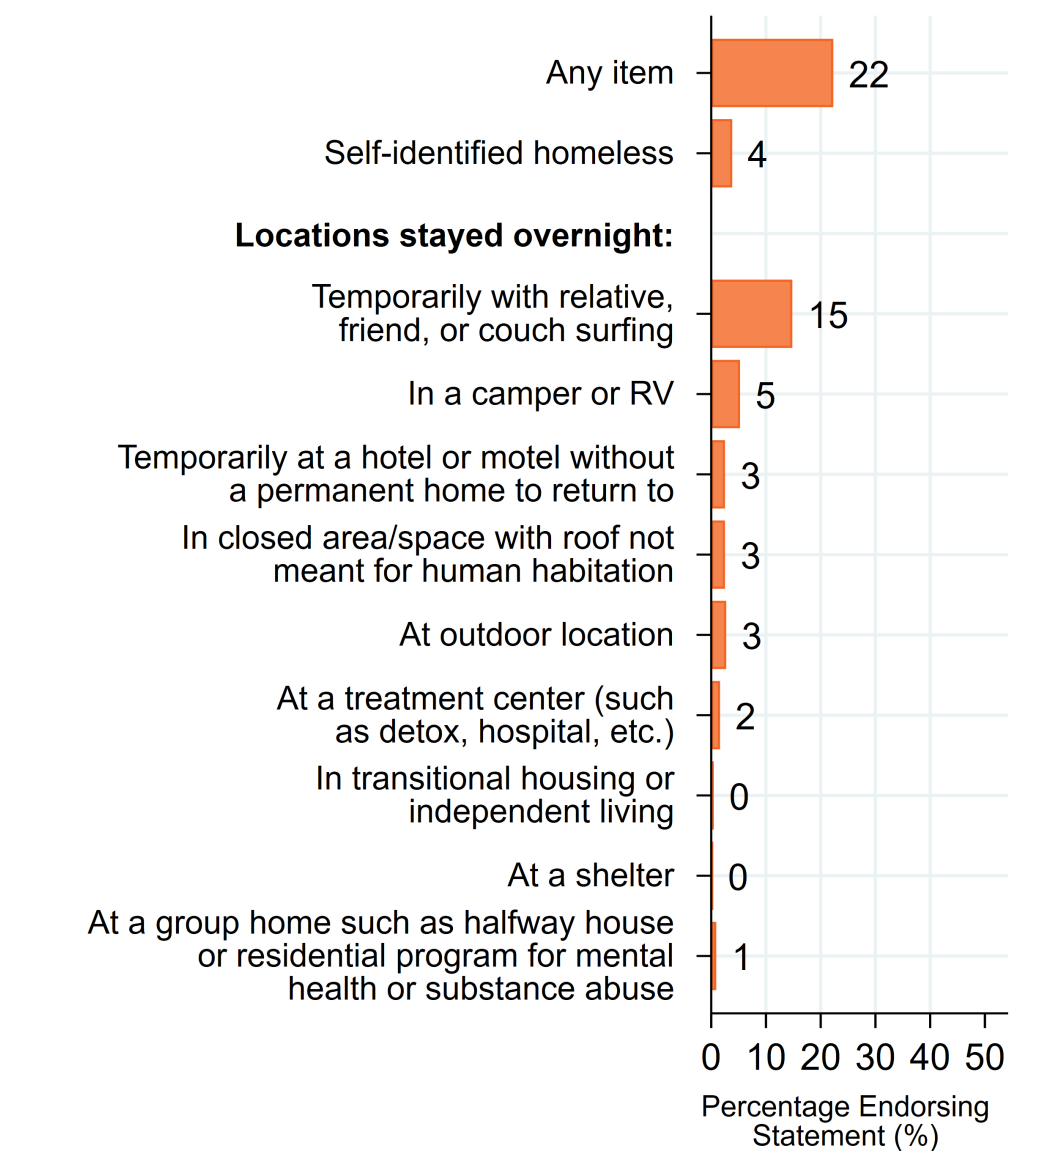 Any item
22
Self-identified homeless
4
Locations stayed overnight:
Temporarily with relative,
friend, or couch surfing
15
In a camper or RV
5
Temporarily at a hotel or motel without
a permanent home to return to
3
In closed area/space with roof not
meant for human habitation
3
At outdoor location
3
At a treatment center (such
as detox, hospital, etc.)
2
In transitional housing or
independent living
0
At a shelter
0
At a group home such as halfway house
or residential program for mental
health or substance abuse
1
0 10 20 30 40 50
Percentage Endorsing
Statement (%)